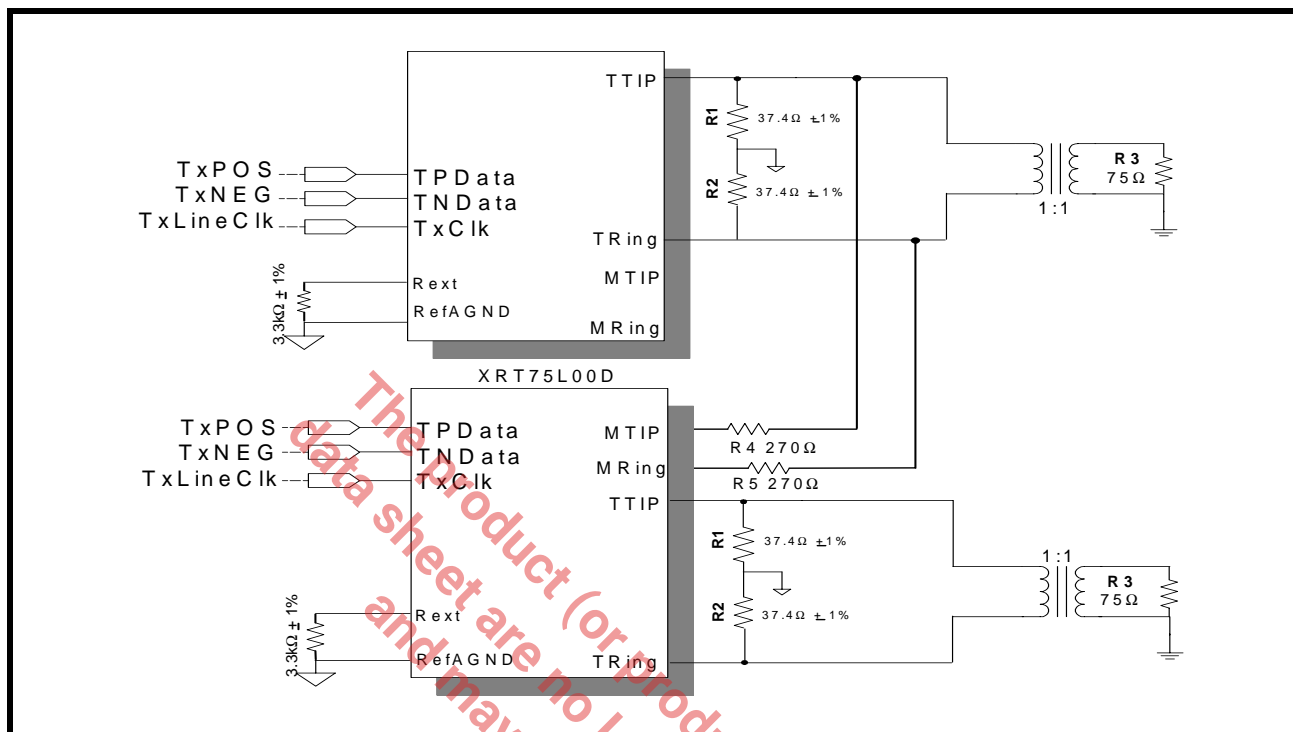 TTIP
R1
37.4Ω ±1%
R2
37.4Ω ±1%
TxPOS
TPData
TxNEG
TNData
TxLineClk
TxClk
TRing
1:1
R3
75Ω
3.3kΩ ± 1%
Rext
RefAGND
MTIP
MRing
XRT75L00D
TxPOS
TPData
TxNEG
TNData
TxLineClk
TxClk
MTIP
R4 270Ω
MRing
R5 270Ω
TTIP
R1
37.4Ω ±1%
R2
37.4Ω ±1%
1:1
R3
75Ω
3.3kΩ ± 1%
Rext
RefAGND
TRing
The product (or produ
data sheet are no l
and may